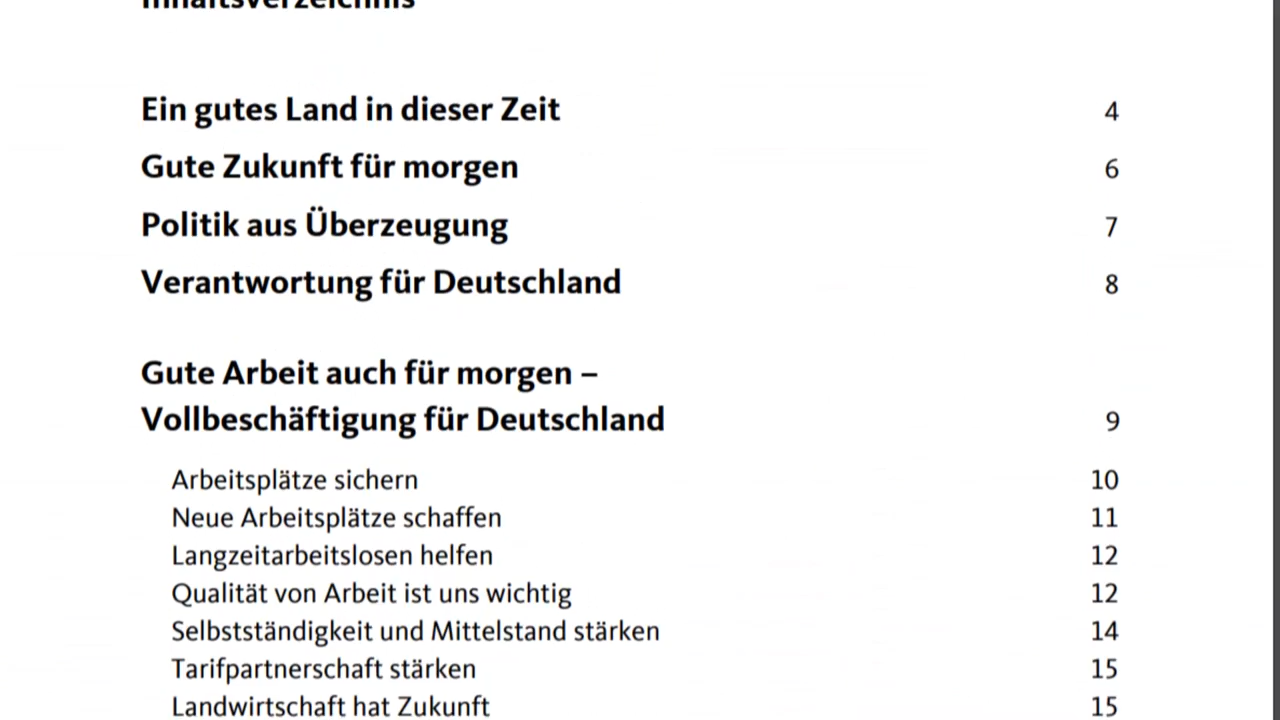 Inhaltsverzeichnis
Ein gutes Land in dieser Zeit 4
Gute Zukunft für morgen 6
Politik aus Überzeugung 7
Verantwortung für Deutschland 8
Gute Arbeit auch für morgen –
Vollbeschäftigung für Deutschland 9
Arbeitsplätze sichern 10
Neue Arbeitsplätze schaffen 11
Langzeitarbeitslosen helfen 12
Qualität von Arbeit ist uns wichtig 12
Selbstständigkeit und Mittelstand stärken 14
Tarifpartnerschaft stärken 15
Landwirtschaft hat Zukunft 15